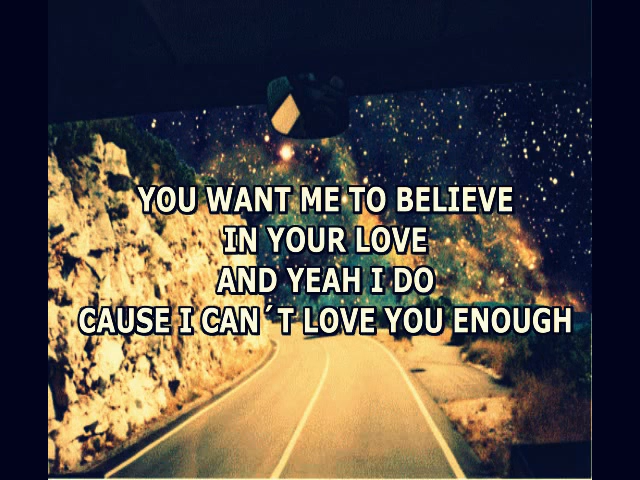 YOU WANT ME TO BELIEVE
IN YOUR LOVE
AND YEAH I DO
CAUSE I CAN´T LOVE YOU ENOUGH